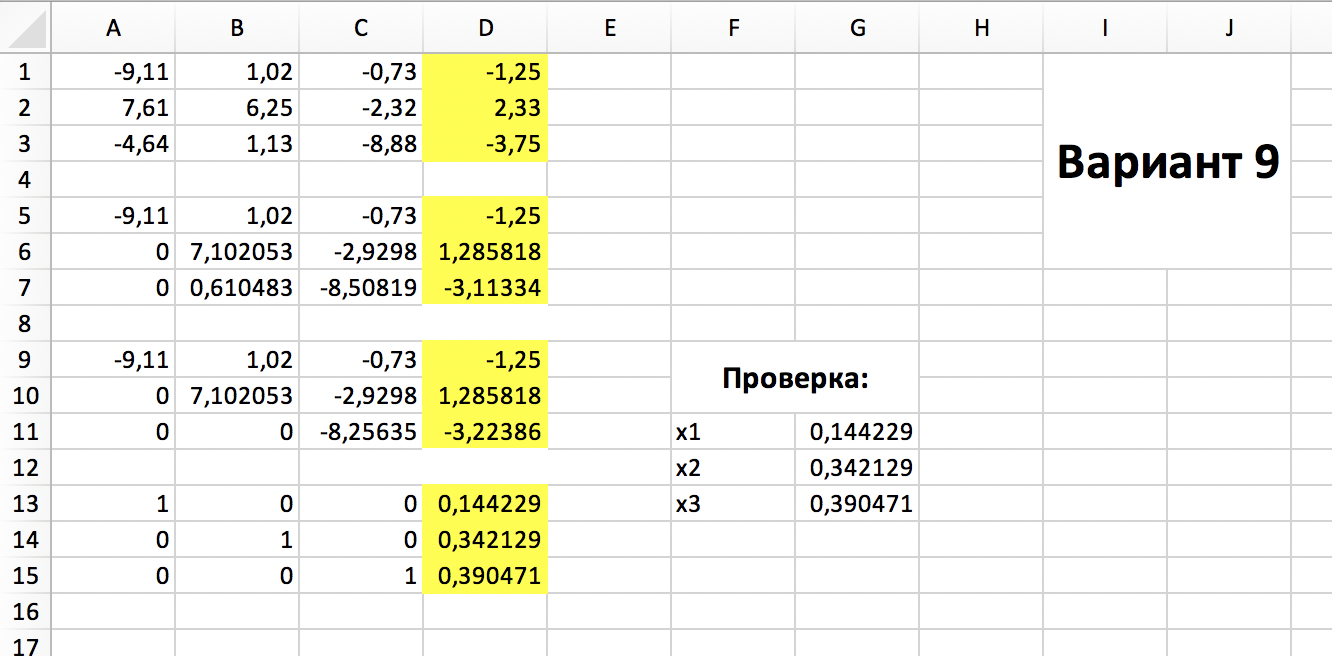 A B C D E F G H I J
1 -9,11 1,02 -0,73 -1,25
2 7,61 6,25 -2,32 2,33
3 -4,64 1,13 -8,88 -3,75
Вариант 9
4
5 -9,11 1,02 -0,73 -1,25
6 0 7,102053 -2,9298 1,285818
7 0 0,610483 -8,50819 -3,11334
8
9 -9,11 1,02 -0,73 -1,25
Проверка:
10 0 7,102053 -2,9298 1,285818
11 0 0 -8,25635 -3,22386 x1 0,144229
12 x2 0,342129
13 1 0 0 0,144229 x3 0,390471
14 0 1 0 0,342129
15 0 0 1 0,390471
16
17